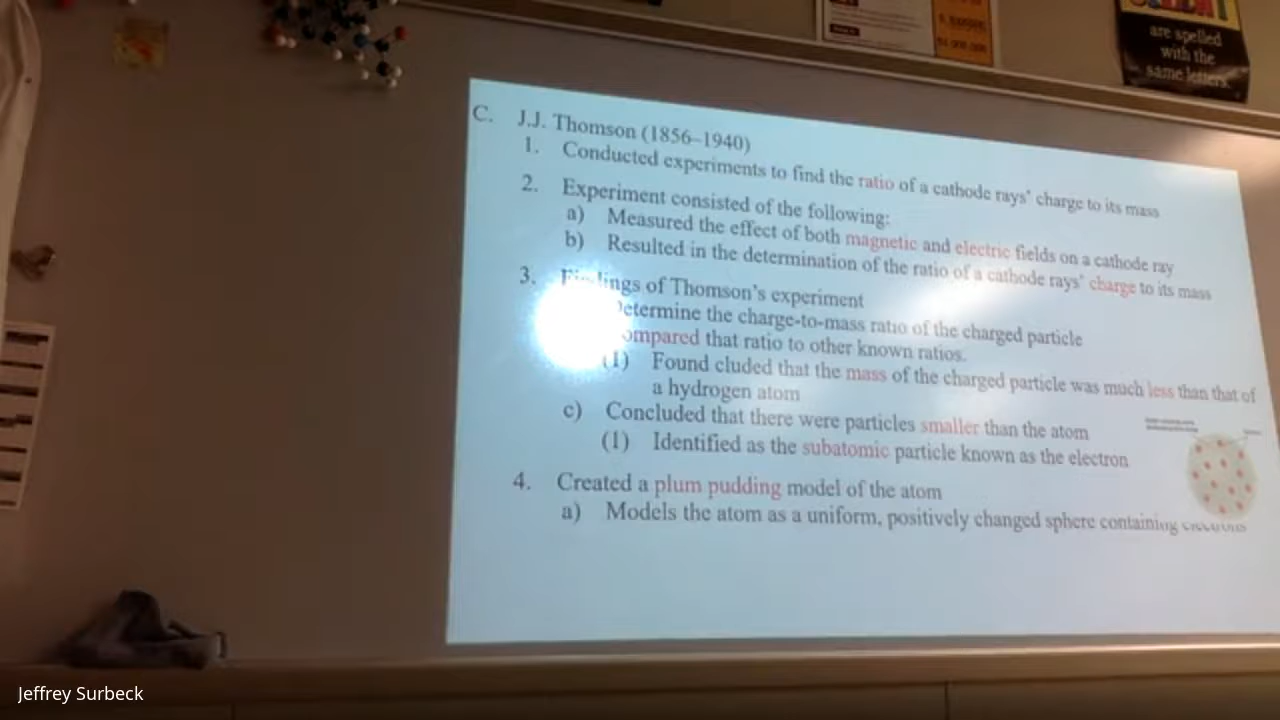 are spelled
with the
same letters
C. J.J. Thomson (1856–1940)
1. Conducted experiments to find the ratio of a cathode rays' charge to its mass
2. Experiment consisted of the following:
a) Measured the effect of both magnetic and electric fields on a cathode ray
b) Resulted in the determination of the ratio of a cathode rays' charge to its mass
3. Findings of Thomson's experiment
Determine the charge-to-mass ratio of the charged particle
ompared that ratio to other known ratios.
(1) Found cluded that the mass of the charged particle was much less than that of
a hydrogen atom
c) Concluded that there were particles smaller than the atom
(1) Identified as the subatomic particle known as the electron
4. Created a plum pudding model of the atom
a) Models the atom as a uniform, positively changed sphere containing electrons
Jeffrey Surbeck